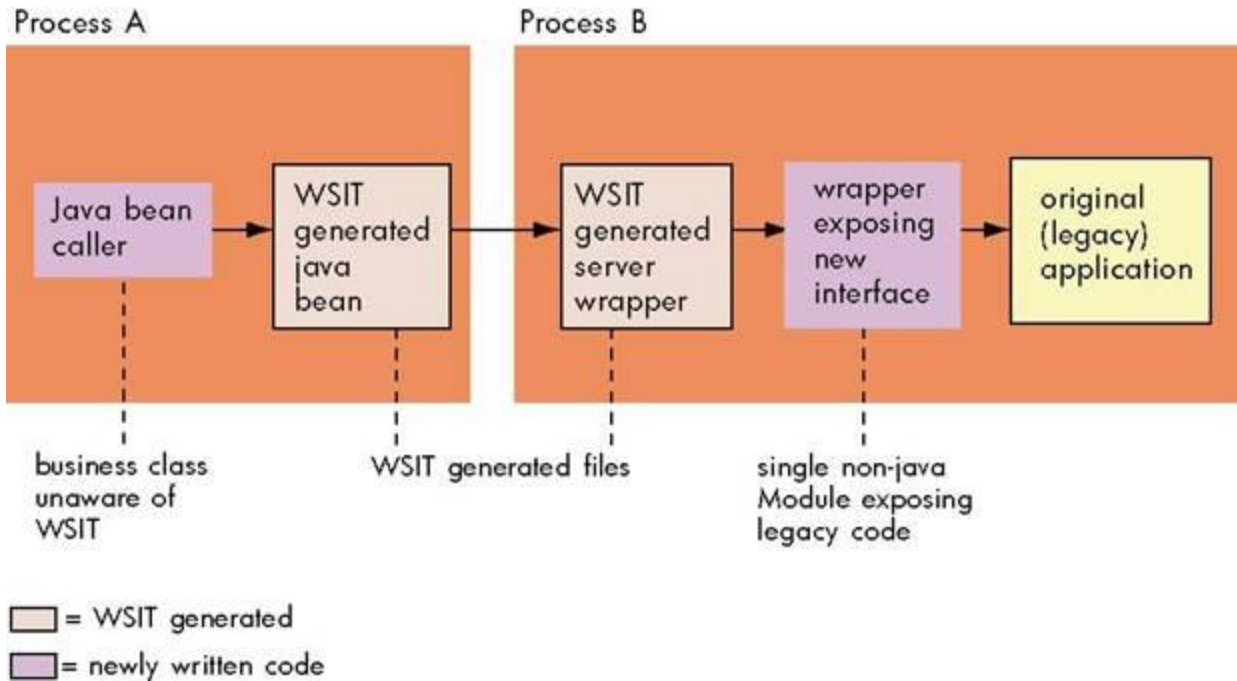 Process A
Process B
Java bean
caller
WSIT
generated
java
bean
WSIT
generated
server
wrapper
wrapper
exposing
new
interface
original
(legacy)
application
business class
unaware of
WSIT
WSIT generated files
single non-java
Module exposing
legacy code
= WSIT generated
= newly written code